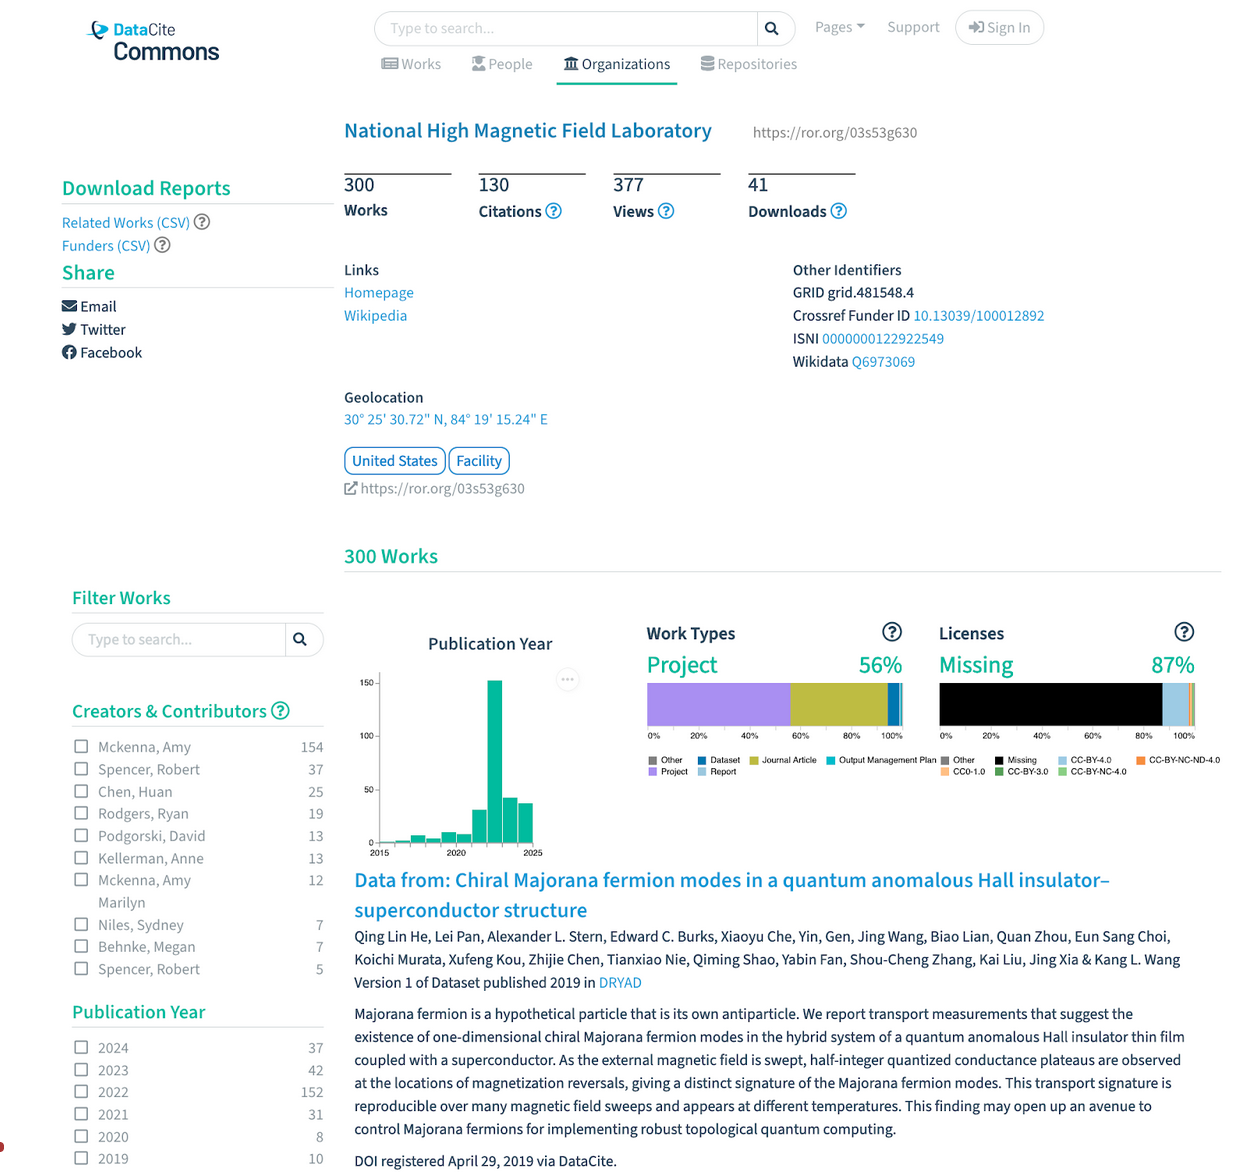 DataCite
Commons
Type to search...
Pages
Support
Sign In
Works
People
Organizations
Repositories
National High Magnetic Field Laboratory
https://ror.org/03s53g630
300
Works
130
Citations
377
Views
41
Downloads
Download Reports
Related Works (CSV)
Funders (CSV)
Share
Email
Twitter
Facebook
Links
Homepage
Wikipedia
Other Identifiers
GRID grid.481548.4
Crossref Funder ID 10.13039/100012892
ISNI 0000000122922549
Wikidata Q6973069
Geolocation
30° 25' 30.72" N, 84° 19' 15.24" E
United States Facility
https://ror.org/03s53g630
300 Works
Filter Works
Type to search...
Creators & Contributors
Mckenna, Amy 154
Spencer, Robert 37
Chen, Huan 25
Rodgers, Ryan 19
Podgorski, David 13
Kellerman, Anne 13
Mckenna, Amy 12
Marilyn
Niles, Sydney 7
Behnke, Megan 7
Spencer, Robert 5
Publication Year
2024 37
2023 42
2022 152
2021 31
2020 8
2019 10
Publication Year
150
100
50
0
2015 2020 2025
Work Types
Project 56%
0% 20% 40% 60% 80% 100%
Other Dataset Journal Article Output Management Plan
Project Report
Licenses
Missing 87%
0% 20% 40% 60% 80% 100%
Other Missing CC-BY-4.0 CC-BY-NC-ND-4.0
CC0-1.0 CC-BY-3.0 CC-BY-NC-4.0
Data from: Chiral Majorana fermion modes in a quantum anomalous Hall insulator–
superconductor structure
Qing Lin He, Lei Pan, Alexander L. Stern, Edward C. Burks, Xiaoyu Che, Yin, Gen, Jing Wang, Biao Lian, Quan Zhou, Eun Sang Choi,
Koichi Murata, Xufeng Kou, Zhijie Chen, Tianxiao Nie, Qiming Shao, Yabin Fan, Shou-Cheng Zhang, Kai Liu, Jing Xia & Kang L. Wang
Version 1 of Dataset published 2019 in DRYAD
Majorana fermion is a hypothetical particle that is its own antiparticle. We report transport measurements that suggest the
existence of one-dimensional chiral Majorana fermion modes in the hybrid system of a quantum anomalous Hall insulator thin film
coupled with a superconductor. As the external magnetic field is swept, half-integer quantized conductance plateaus are observed
at the locations of magnetization reversals, giving a distinct signature of the Majorana fermion modes. This transport signature is
reproducible over many magnetic field sweeps and appears at different temperatures. This finding may open up an avenue to
control Majorana fermions for implementing robust topological quantum computing.
DOI registered April 29, 2019 via DataCite.